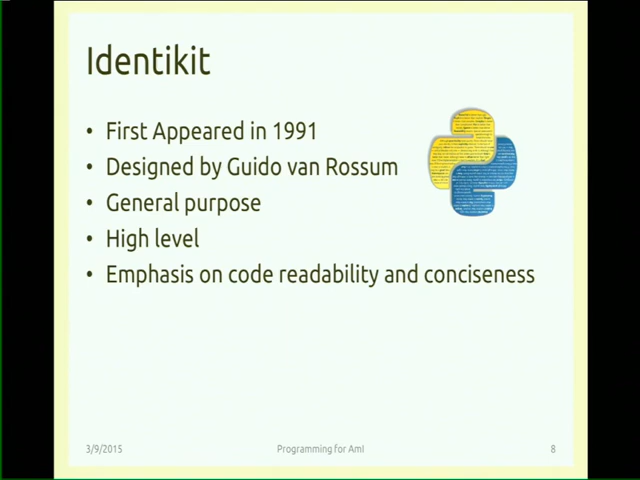 Identikit
• First Appeared in 1991
• Designed by Guido van Rossum
• General purpose
• High level
• Emphasis on code readability and conciseness
3/9/2015 Programming for AmI 8